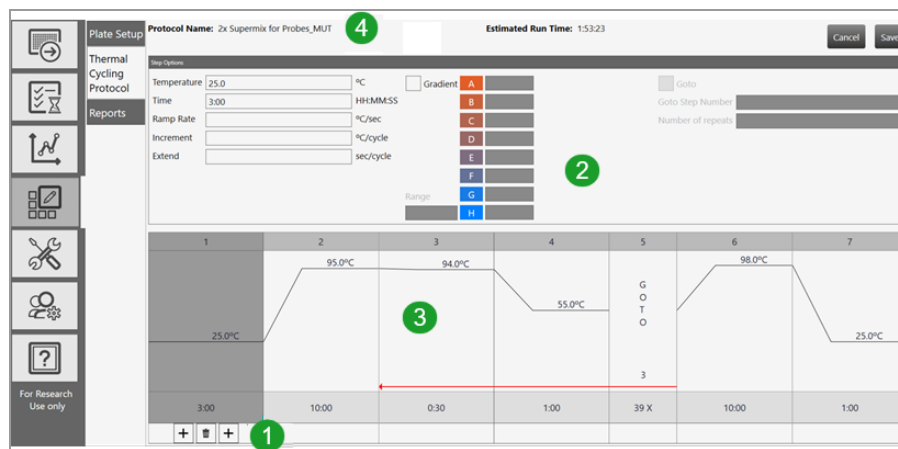 Plate Setup
Thermal
Cycling
Protocol
Reports
For Research
Use only
Protocol Name: 2x Supermix for Probes_MUT
4
Estimated Run Time: 1:53:23
Cancel
Save
Step Options
Temperature 25.0 ºC
Time 3:00 HH:MM:SS
Ramp Rate ºC/sec
Increment ºC/cycle
Extend sec/cycle
Gradient A
B
C
D
E
F
Range G
H
2
Goto
Goto Step Number
Number of repeats
1 2 3 4 5 6 7
25.0ºC
95.0ºC
94.0ºC
55.0ºC
G
O
T
O
3
98.0ºC
25.0ºC
3
3:00 10:00 0:30 1:00 39 X 10:00 1:00
+ +
1
?